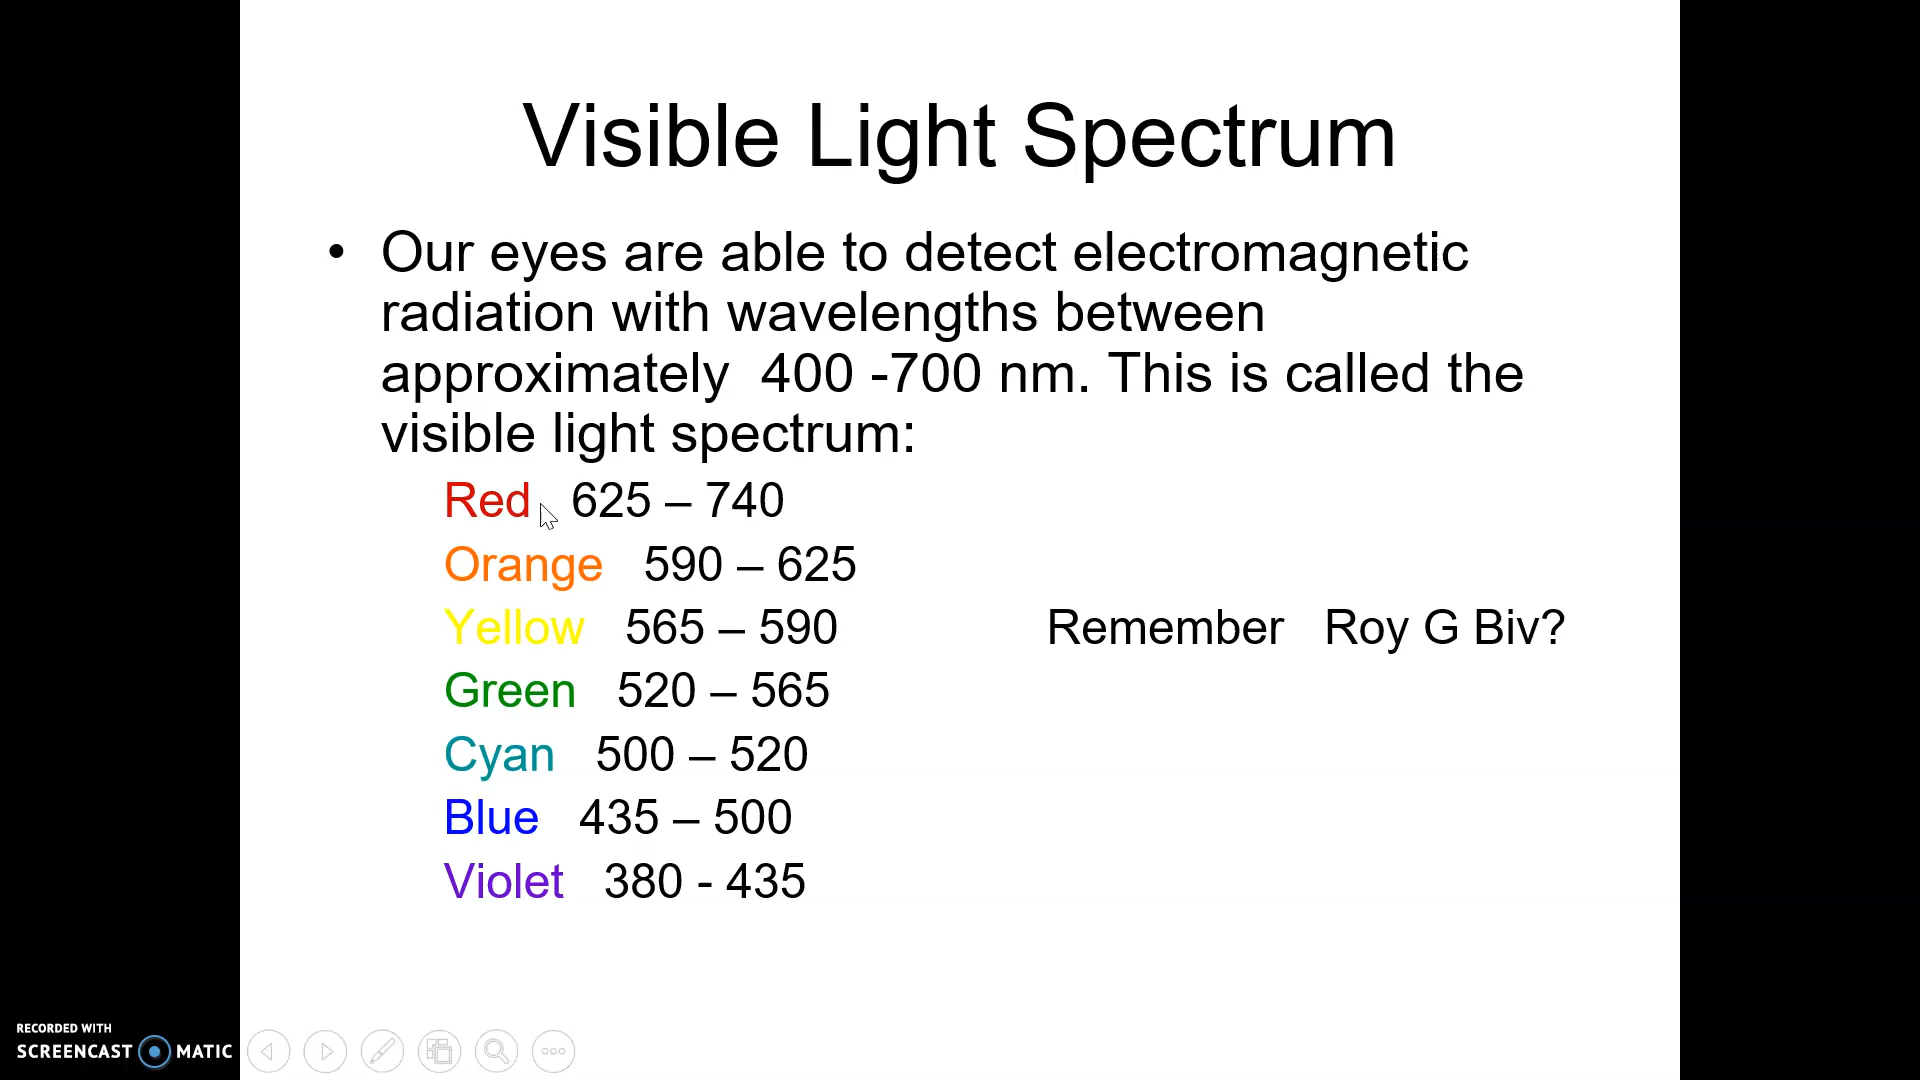 Visible Light Spectrum
• Our eyes are able to detect electromagnetic
radiation with wavelengths between
approximately  400 -700 nm. This is called the
visible light spectrum:
Red   625 – 740
Orange   590 – 625
Yellow   565 – 590   Remember   Roy G Biv?
Green   520 – 565
Cyan   500 – 520
Blue   435 – 500
Violet   380 - 435
RECORDED WITH
SCREENCAST MATIC